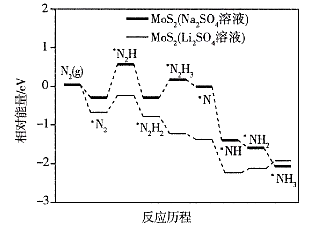 MoS₂(Na₂SO₄溶液)
MoS₂(Li₂SO₄溶液)
2
1
0
−1
−2
−3
相对能量/eV
N₂(g)
*N₂H
*N₂H₃
*N₂
*N₂H₂
*N
*NH
*NH₂
*NH₃
反应历程